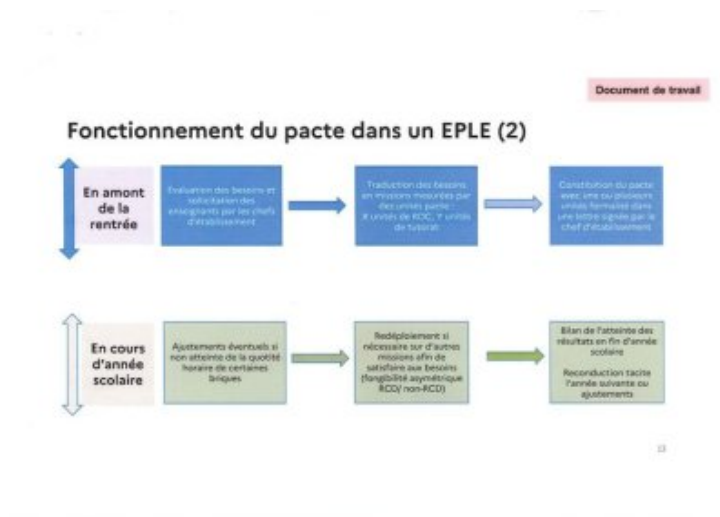 Document de travail
Fonctionnement du pacte dans un EPLE (2)
En amont
de la
rentrée
Evaluation des besoins et
sollicitation des
enseignants par les chefs
d'établissement
Traduction des besoins
en missions mesurées par
des unités pacte :
X unités de RDC, Y unités
de tutorat
Constitution du pacte
avec une ou plusieurs
unités formalisé dans
une lettre signée par le
chef d'établissement
En cours
d'année
scolaire
Ajustements éventuels si
non atteinte de la quotité
horaire de certaines
briques
Redéploiement si
nécessaire sur d'autres
missions afin de
satisfaire aux besoins
(fongibilité asymétrique
RCD/ non-RCD)
Bilan de l'atteinte des
résultats en fin d'année
scolaire
Reconduction tacite
l'année suivante ou
ajustements